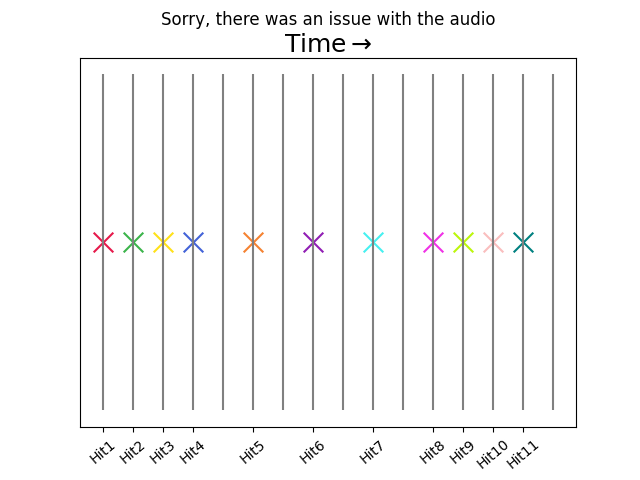 Sorry, there was an issue with the audio
Time→
Hit1 Hit2 Hit3 Hit4 Hit5 Hit6 Hit7 Hit8 Hit9 Hit10 Hit11